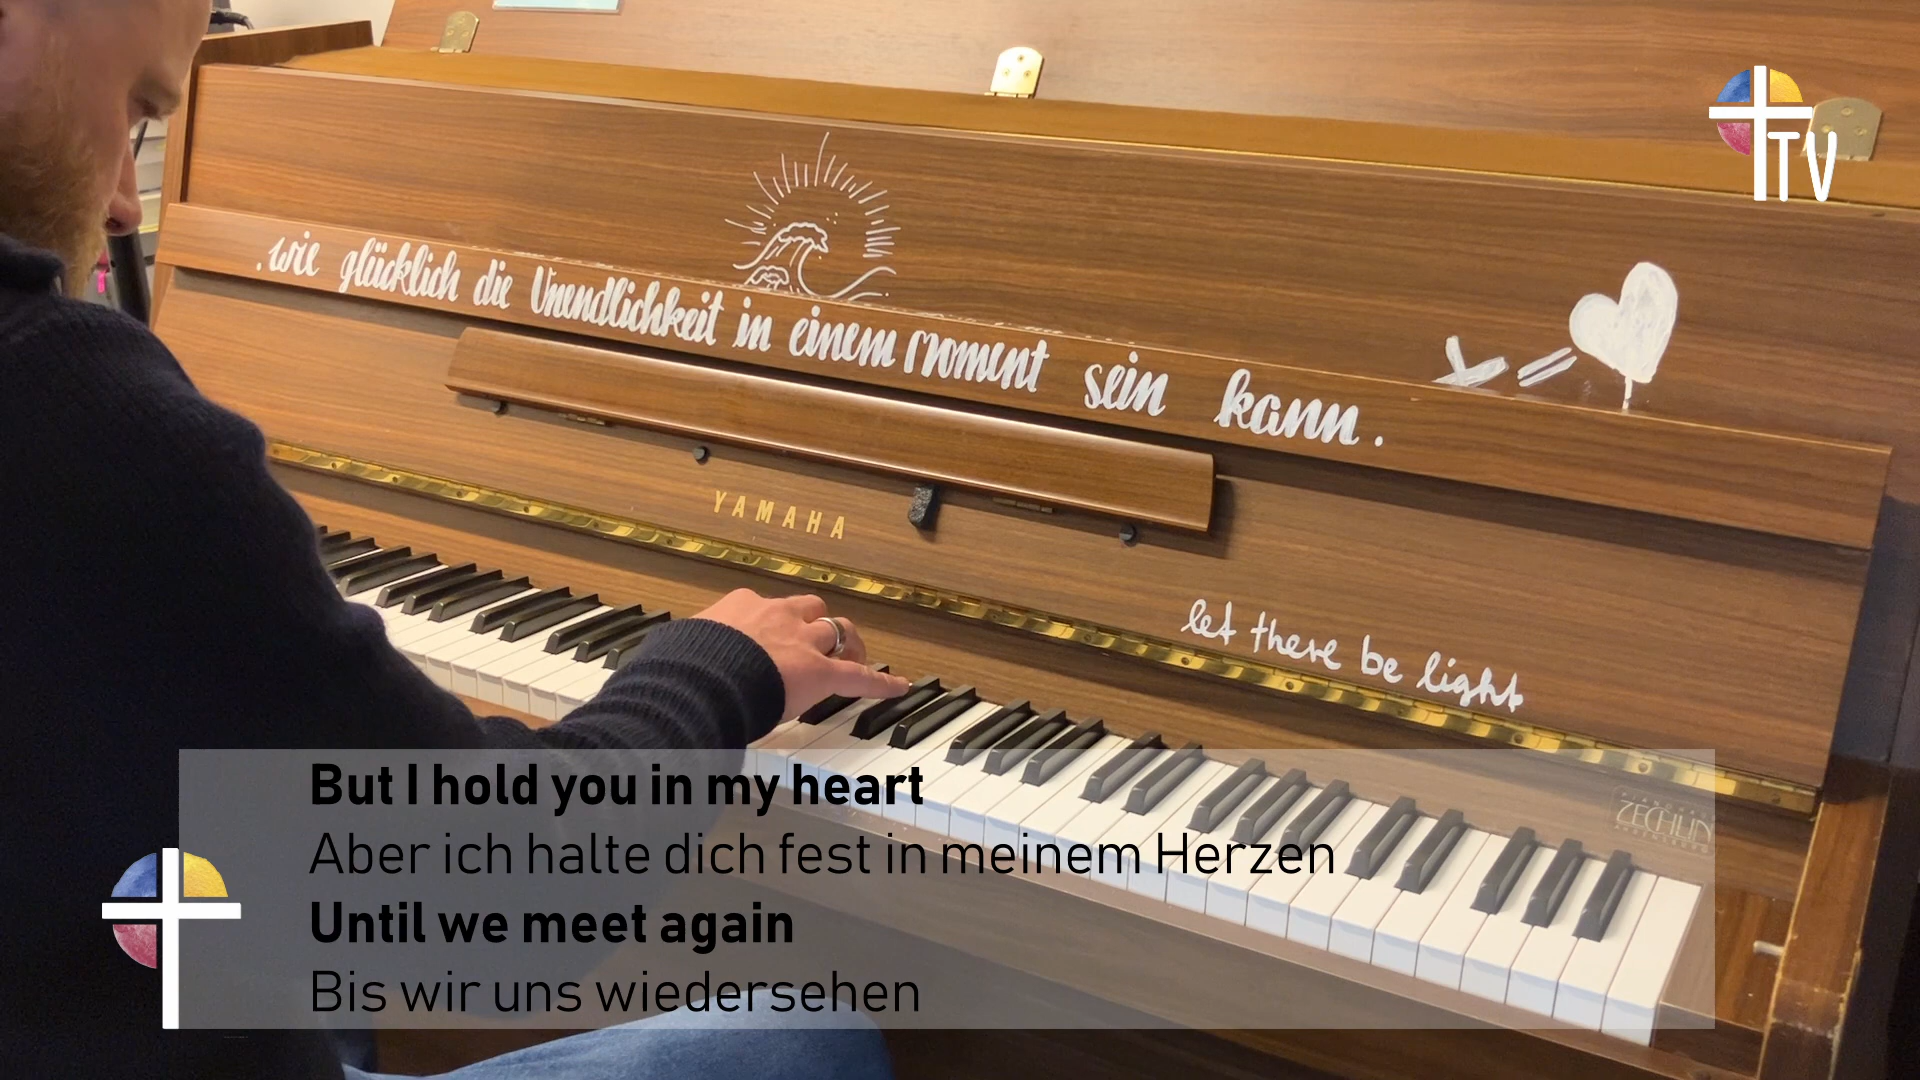 TV
.wie glücklich die Unendlichkeit in einem Moment sein kann.
YAMAHA
let there be light
ZECHLIN
But I hold you in my heart
Aber ich halte dich fest in meinem Herzen
Until we meet again
Bis wir uns wiedersehen